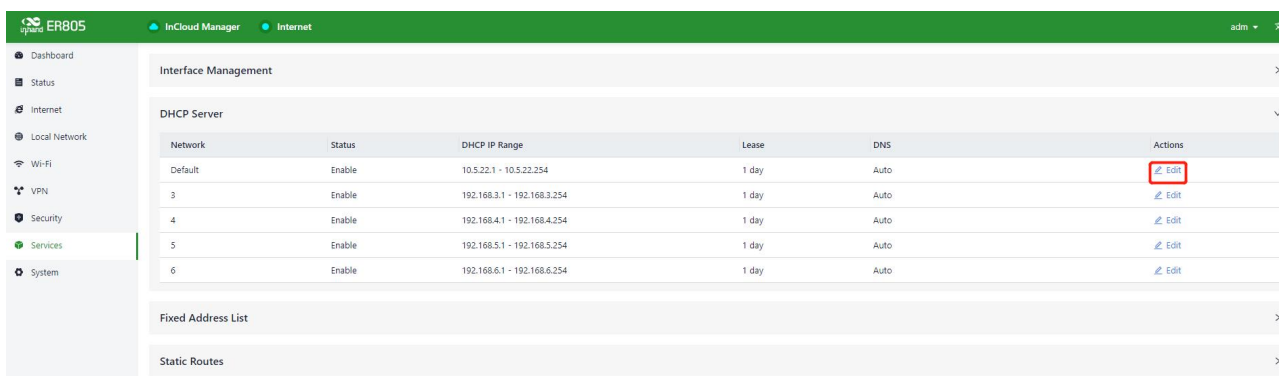 inhand ER805 InCloud Manager Internet adm
Dashboard
Status
Internet
Local Network
Wi-Fi
VPN
Security
Services
System
Interface Management
DHCP Server
Network Status DHCP IP Range Lease DNS Actions
Default Enable 10.5.22.1 - 10.5.22.254 1 day Auto Edit
3 Enable 192.168.3.1 - 192.168.3.254 1 day Auto Edit
4 Enable 192.168.4.1 - 192.168.4.254 1 day Auto Edit
5 Enable 192.168.5.1 - 192.168.5.254 1 day Auto Edit
6 Enable 192.168.6.1 - 192.168.6.254 1 day Auto Edit
Fixed Address List
Static Routes